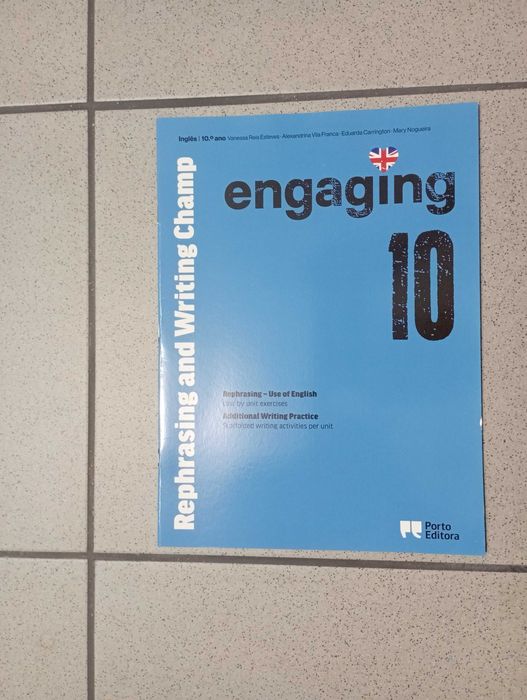 Inglês | 10.º ano Vanessa Reis Esteves · Alexandrina Vila Franca · Eduarda Carrington · Mary Nogueira
Rephrasing and Writing Champ
engaging
10
Rephrasing – Use of English
Unit by unit exercises
Additional Writing Practice
Scaffolded writing activities per unit
Porto
Editora